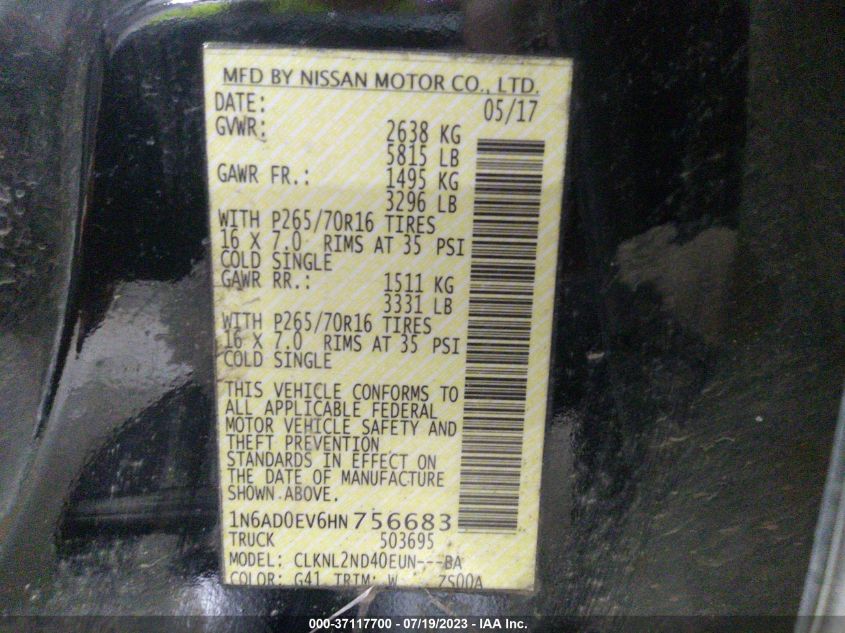 MFD BY NISSAN MOTOR CO., LTD.
DATE: 05/17
GVWR: 2638 KG
5815 LB
GAWR FR.: 1495 KG
3296 LB
WITH P265/70R16 TIRES
16 X 7.0 RIMS AT 35 PSI
COLD SINGLE
GAWR RR.: 1511 KG
3331 LB
WITH P265/70R16 TIRES
16 X 7.0 RIMS AT 35 PSI
COLD SINGLE
THIS VEHICLE CONFORMS TO
ALL APPLICABLE FEDERAL
MOTOR VEHICLE SAFETY AND
THEFT PREVENTION
STANDARDS IN EFFECT ON
THE DATE OF MANUFACTURE
SHOWN ABOVE.
1N6AD0EV6HN756683
TRUCK 503695
MODEL: CLKNL2ND40EUN---BA
COLOR: G41 TRIM: W ZS00A
000-37117700 - 07/19/2023 - IAA Inc.